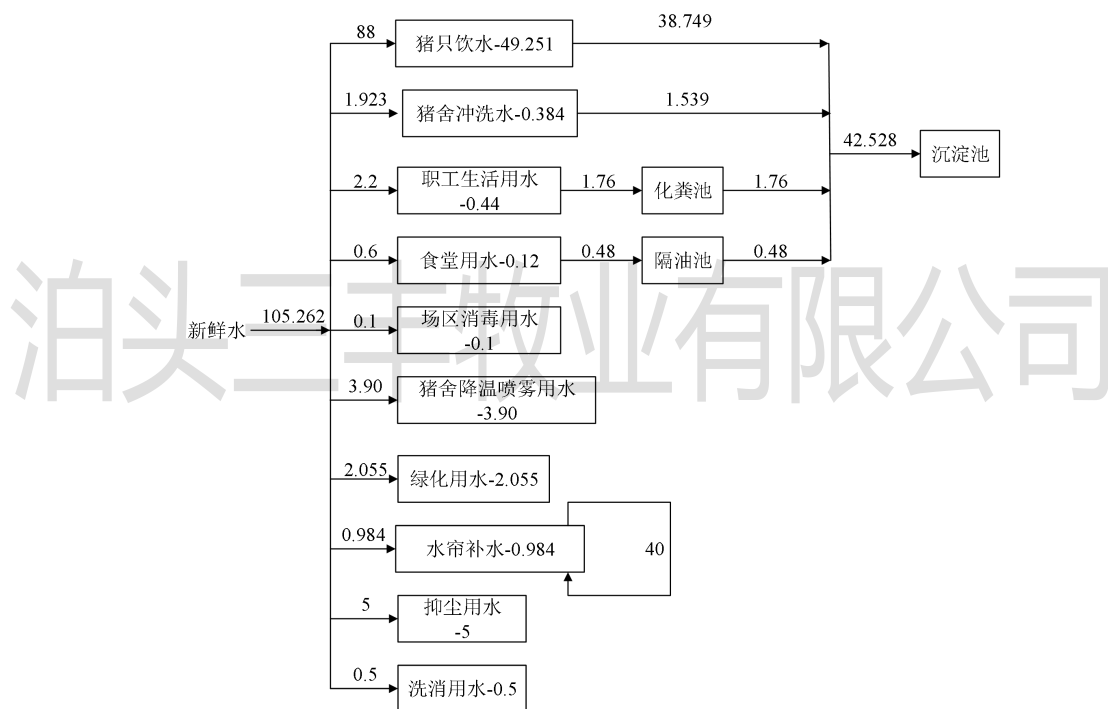 88
猪只饮水-49.251
38.749
1.923
猪舍冲洗水-0.384
1.539
42.528
沉淀池
2.2
职工生活用水
-0.44
1.76
化粪池
1.76
0.6
食堂用水-0.12
0.48
隔油池
0.48
泊头三丰牧业有限公司
新鲜水
105.262
0.1
场区消毒用水
-0.1
3.90
猪舍降温喷雾用水
-3.90
2.055
绿化用水-2.055
0.984
水帘补水-0.984
40
5
抑尘用水
-5
0.5
洗消用水-0.5